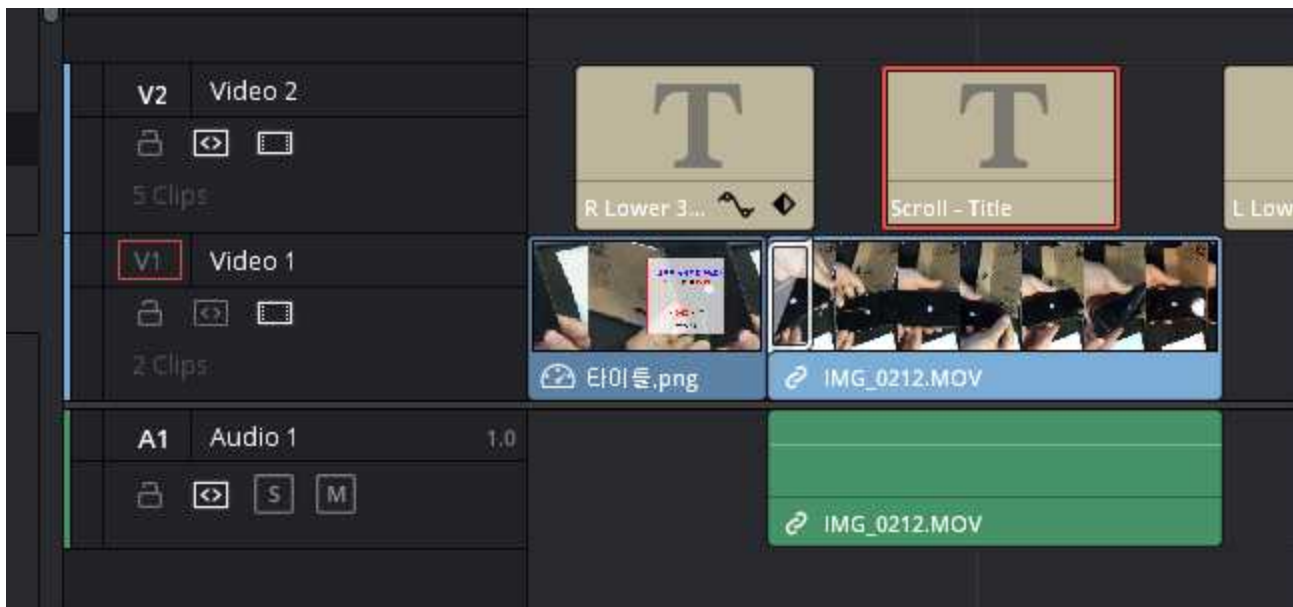 V2 Video 2
5 Clips
T
R Lower 3...
T
Scroll - Title
L Low
V1 Video 1
2 Clips
타이틀.png
IMG_0212.MOV
A1 Audio 1 1.0
S M
IMG_0212.MOV